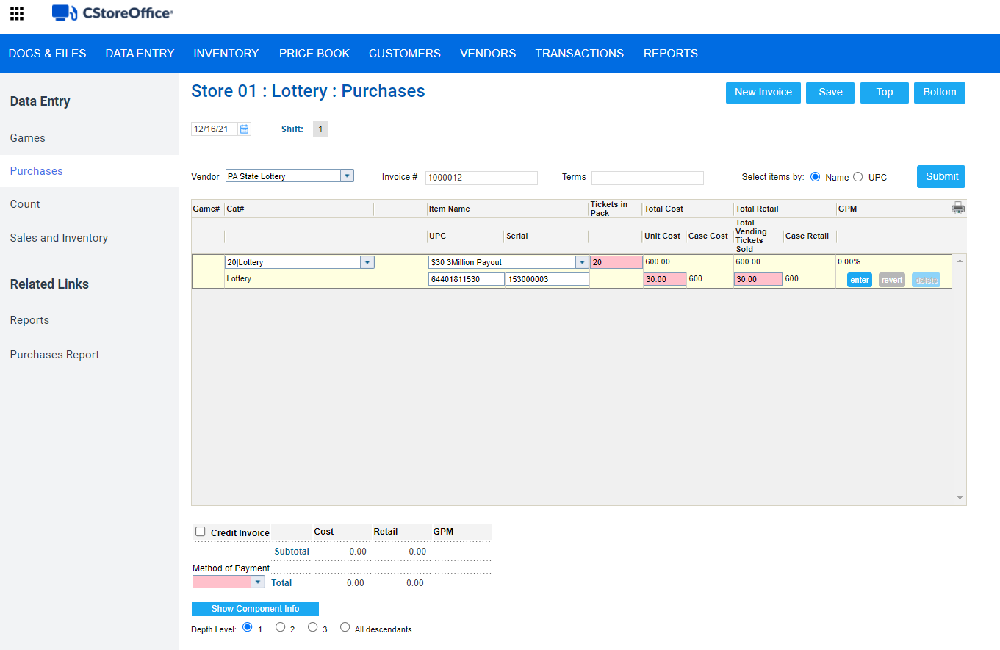 CStoreOffice®
DOCS & FILES DATA ENTRY INVENTORY PRICE BOOK CUSTOMERS VENDORS TRANSACTIONS REPORTS
Data Entry
Games
Purchases
Count
Sales and Inventory
Related Links
Reports
Purchases Report
Store 01 : Lottery : Purchases
New Invoice Save Top Bottom
12/16/21 Shift: 1
Vendor PA State Lottery Invoice # 1000012 Terms Select items by: Name UPC Submit
Game# Cat# Item Name Tickets in Pack Total Cost Total Retail GPM
UPC Serial Unit Cost Case Cost Total Vending Tickets Sold Case Retail
20|Lottery $30 3Million Payout 20 600.00 600.00 0.00%
Lottery 64401811530 153000003 30.00 600 30.00 600 enter revert delete
Credit Invoice Cost Retail GPM
Subtotal 0.00 0.00
Method of Payment
Total 0.00 0.00
Show Component Info
Depth Level: 1 2 3 All descendants